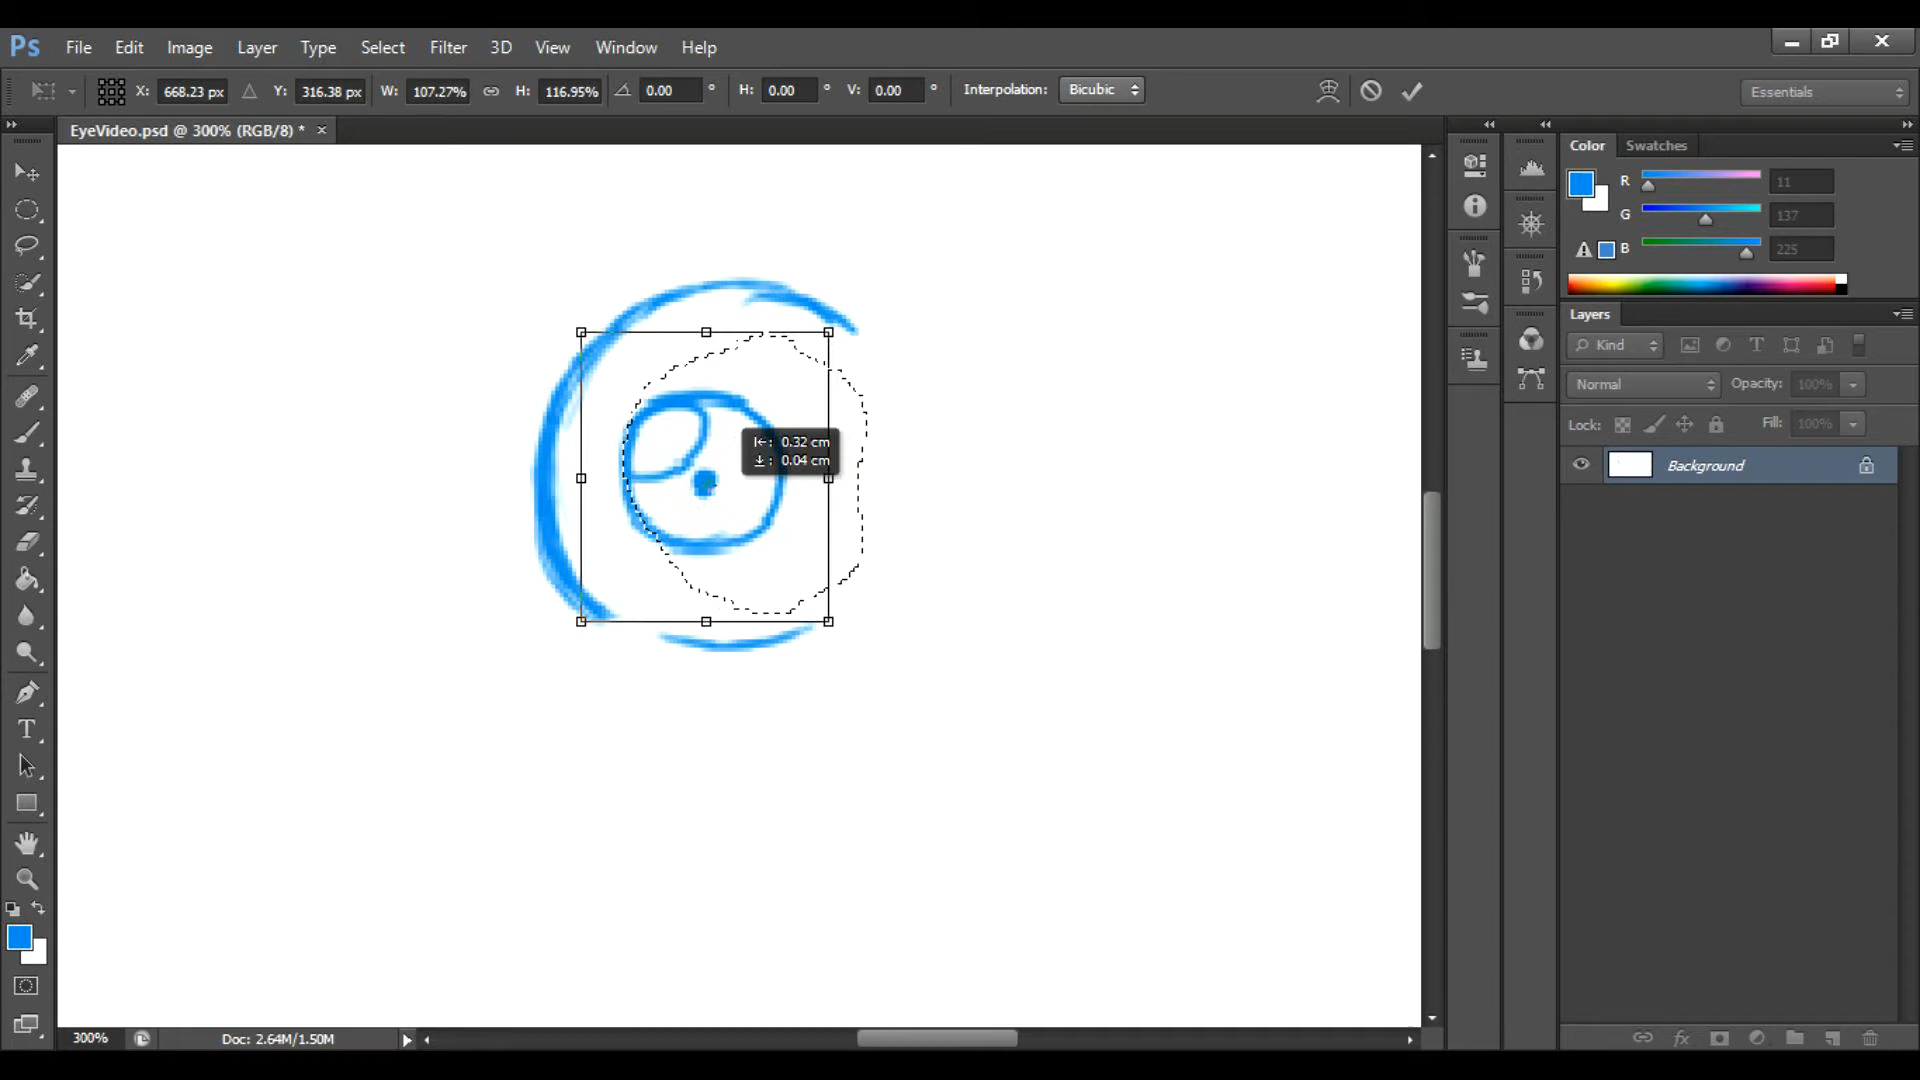 Ps File Edit Image Layer Type Select Filter 3D View Window Help
X: 668.23 px Y: 316.38 px W: 107.27% H: 116.95% 0.00 ° H: 0.00 ° V: 0.00 ° Interpolation: Bicubic Essentials
EyeVideo.psd @ 300% (RGB/8) * ×
Color Swatches
R 11
G 137
B 225
Layers
Kind T
Normal Opacity: 100%
Lock: Fill: 100%
Background
0.32 cm
0.04 cm
T
300% Doc: 2.64M/1.50M fx